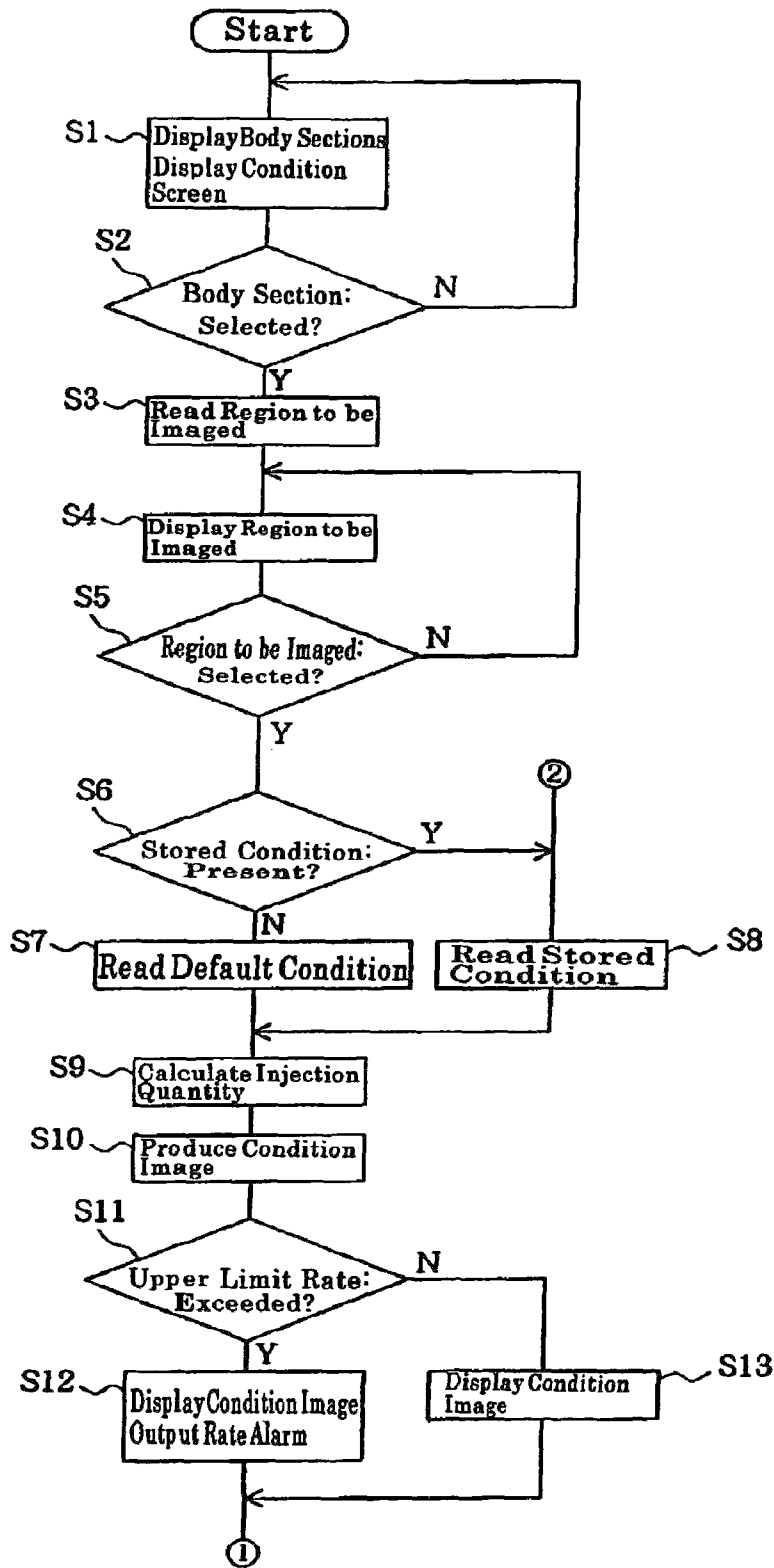 Start
S1
Display Body Sections
Display Condition
Screen
S2
Body Section:
Selected?
N
Y
S3
Read Region to be
Imaged
S4
Display Region to be
Imaged
S5
Region to be Imaged:
Selected?
N
Y
②
S6
Stored Condition:
Present?
Y
N
S7
Read Default Condition
Read Stored
Condition
S8
S9
Calculate Injection
Quantity
S10
Produce Condition
Image
S11
Upper Limit Rate:
Exceeded?
N
Y
S12
Display Condition Image
Output Rate Alarm
Display Condition
Image
S13
①